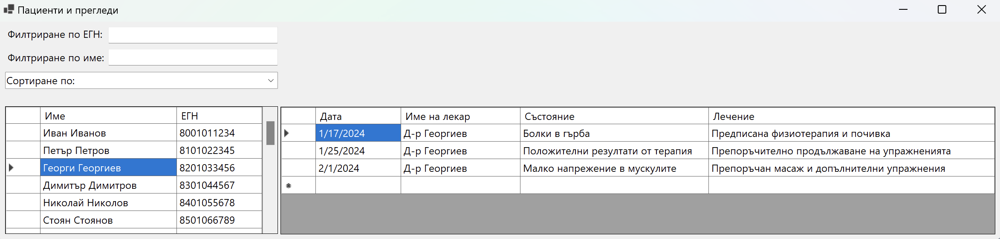 Пациенти и прегледи
Филтриране по ЕГН:
Филтриране по име:
Сортиране по:
Име ЕГН
Иван Иванов 8001011234
Петър Петров 8101022345
Георги Георгиев 8201033456
Димитър Димитров 8301044567
Николай Николов 8401055678
Стоян Стоянов 8501066789
Дата Име на лекар Състояние Лечение
1/17/2024 Д-р Георгиев Болки в гърба Предписана физиотерапия и почивка
1/25/2024 Д-р Георгиев Положителни резултати от терапия Препоръчително продължаване на упражненията
2/1/2024 Д-р Георгиев Малко напрежение в мускулите Препоръчан масаж и допълнителни упражнения